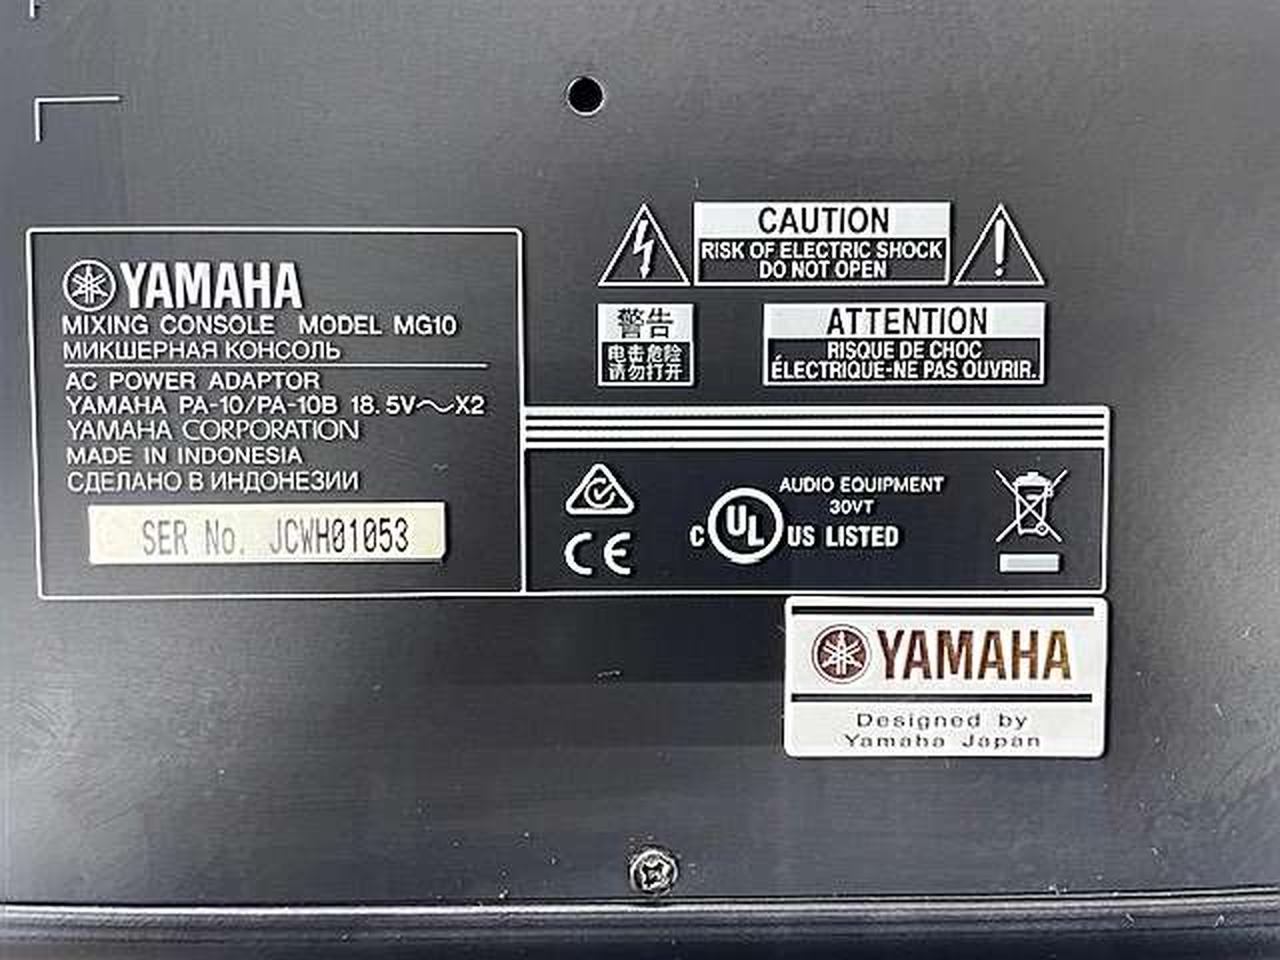 YAMAHA
MIXING CONSOLE MODEL MG10
МИКШЕРНАЯ КОНСОЛЬ
AC POWER ADAPTOR
YAMAHA PA-10/PA-10B 18.5V～X2
YAMAHA CORPORATION
MADE IN INDONESIA
СДЕЛАНО В ИНДОНЕЗИИ
SER No. JCWH01053
CAUTION
RISK OF ELECTRIC SHOCK
DO NOT OPEN
警告
电击危险
请勿打开
ATTENTION
RISQUE DE CHOC
ÉLECTRIQUE-NE PAS OUVRIR.
CE
AUDIO EQUIPMENT
30VT
C UL US LISTED
YAMAHA
Designed by
Yamaha Japan